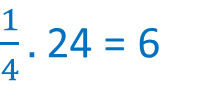 1/4 . 24 = 6